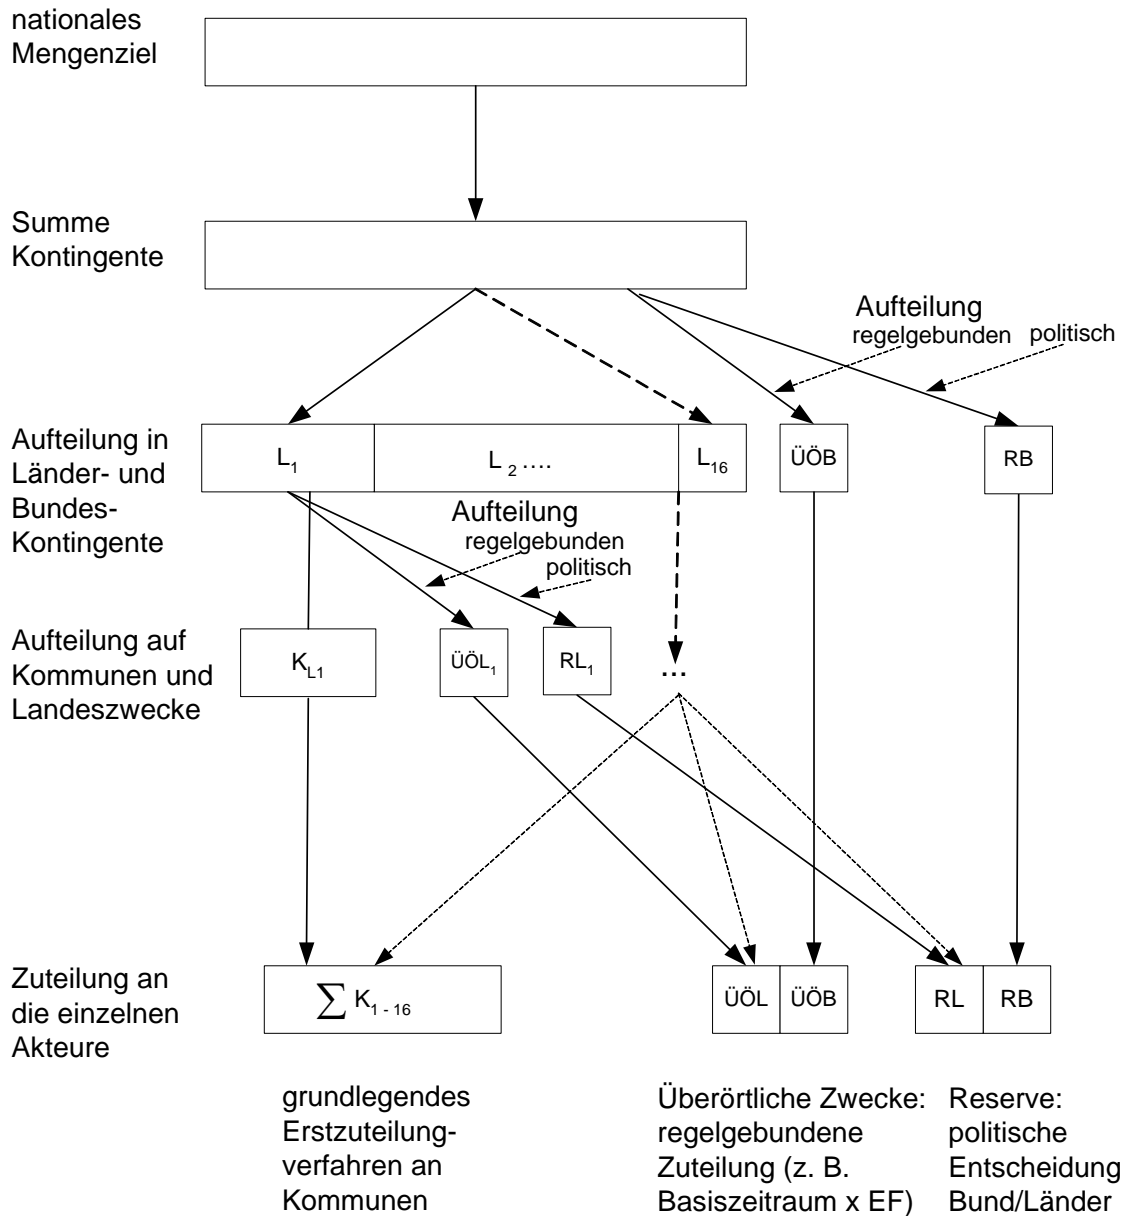 nationales
Mengenziel
Summe
Kontingente
Aufteilung
regelgebunden
politisch
Aufteilung in
Länder- und
Bundes-
Kontingente
L1
L 2 ....
L16
ÜÖB
RB
Aufteilung
regelgebunden
politisch
Aufteilung auf
Kommunen und
Landeszwecke
KL1
ÜÖL1
RL1
...
Zuteilung an
die einzelnen
Akteure
∑ K1 - 16
ÜÖL
ÜÖB
RL
RB
grundlegendes
Erstzuteilung-
verfahren an
Kommunen
Überörtliche Zwecke:
regelgebundene
Zuteilung (z. B.
Basiszeitraum x EF)
Reserve:
politische
Entscheidung
Bund/Länder